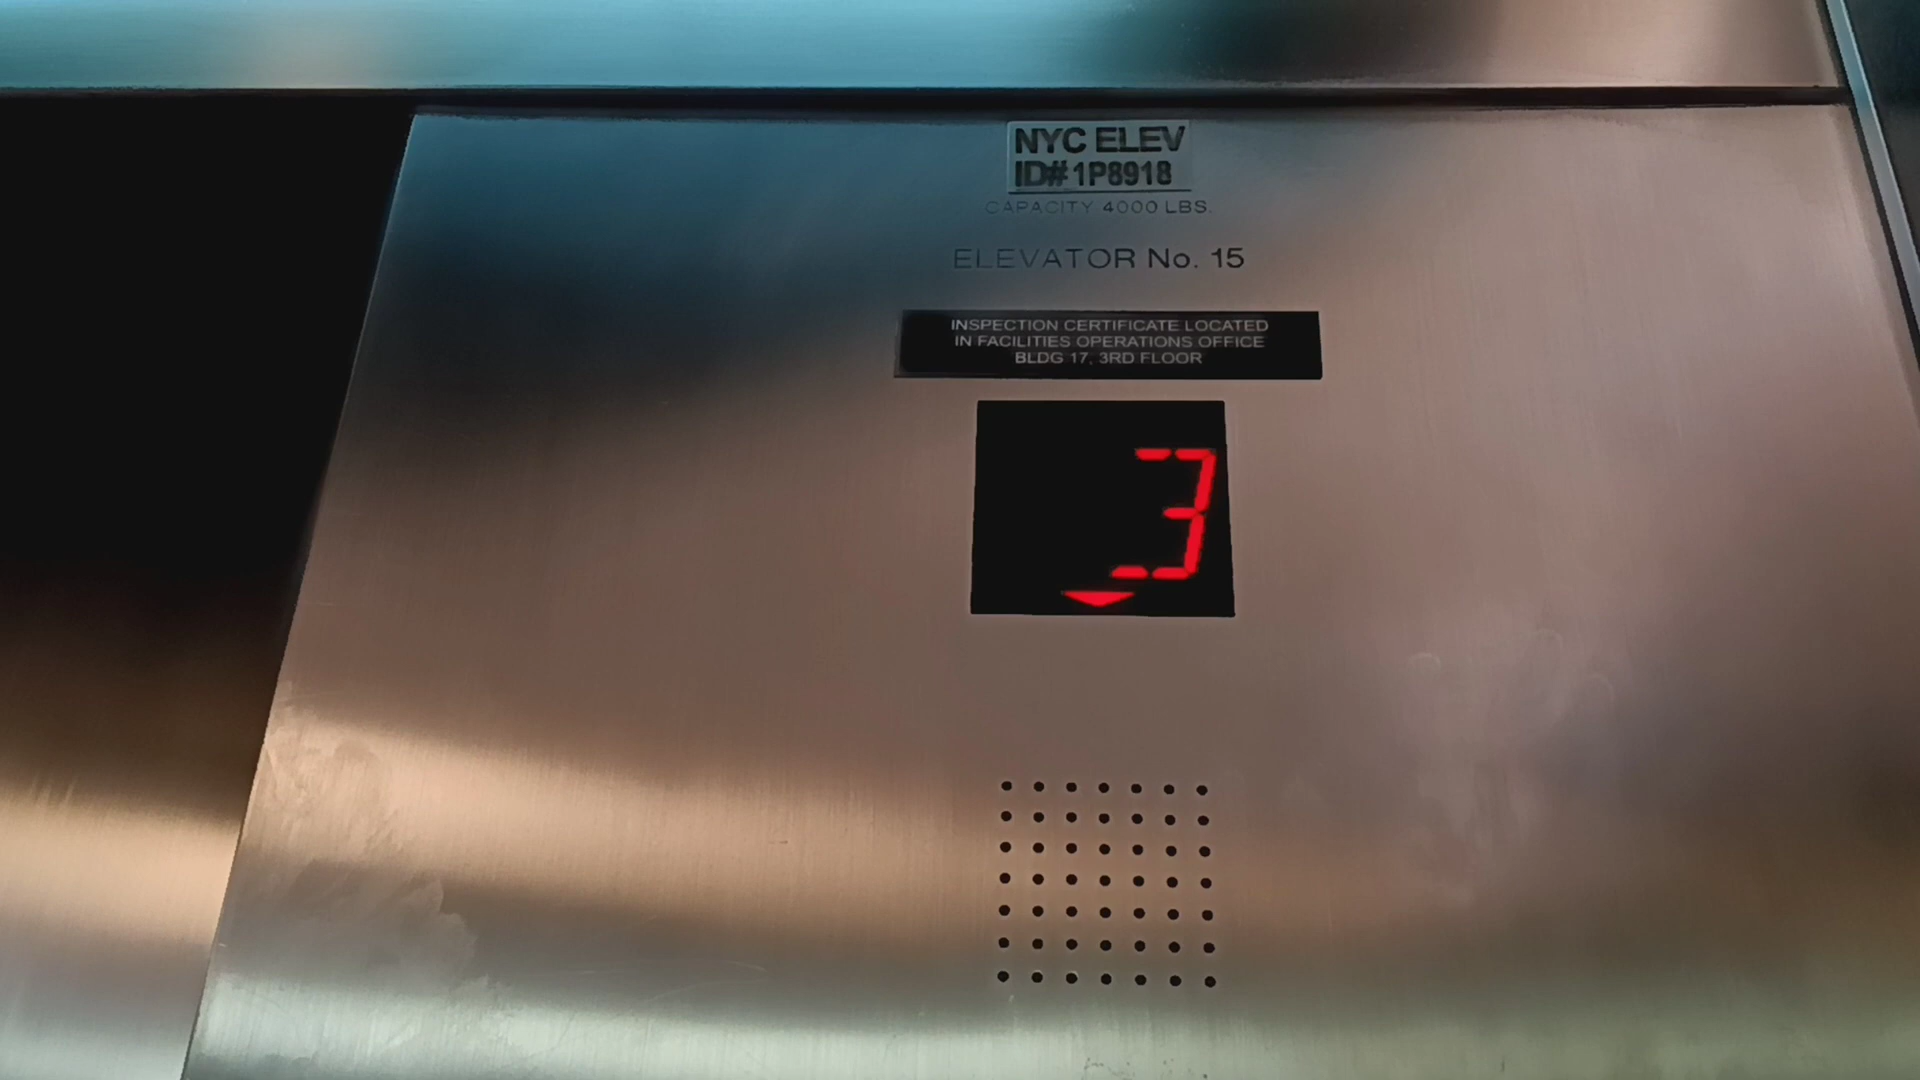 NYC ELEV
ID# 1P8918
CAPACITY 4000 LBS.
ELEVATOR No. 15
INSPECTION CERTIFICATE LOCATED
IN FACILITIES OPERATIONS OFFICE
BLDG 17, 3RD FLOOR
3